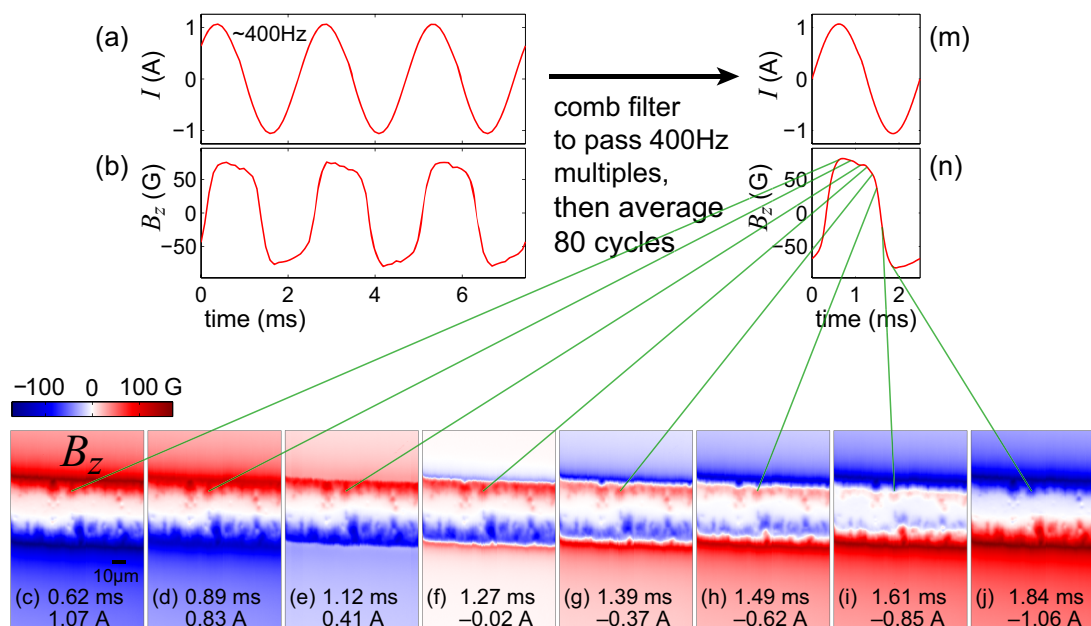 (a)
~400Hz
I (A)
1
0
−1
(b)
B_z (G)
50
0
−50
0 2 4 6
time (ms)
comb filter
to pass 400Hz
multiples,
then average
80 cycles
(m)
I (A)
1
0
−1
(n)
B_z (G)
50
0
−50
0 1 2
time (ms)
−100 0 100 G
B_z
10μm
(c) 0.62 ms
1.07 A
(d) 0.89 ms
0.83 A
(e) 1.12 ms
0.41 A
(f) 1.27 ms
−0.02 A
(g) 1.39 ms
−0.37 A
(h) 1.49 ms
−0.62 A
(i) 1.61 ms
−0.85 A
(j) 1.84 ms
−1.06 A